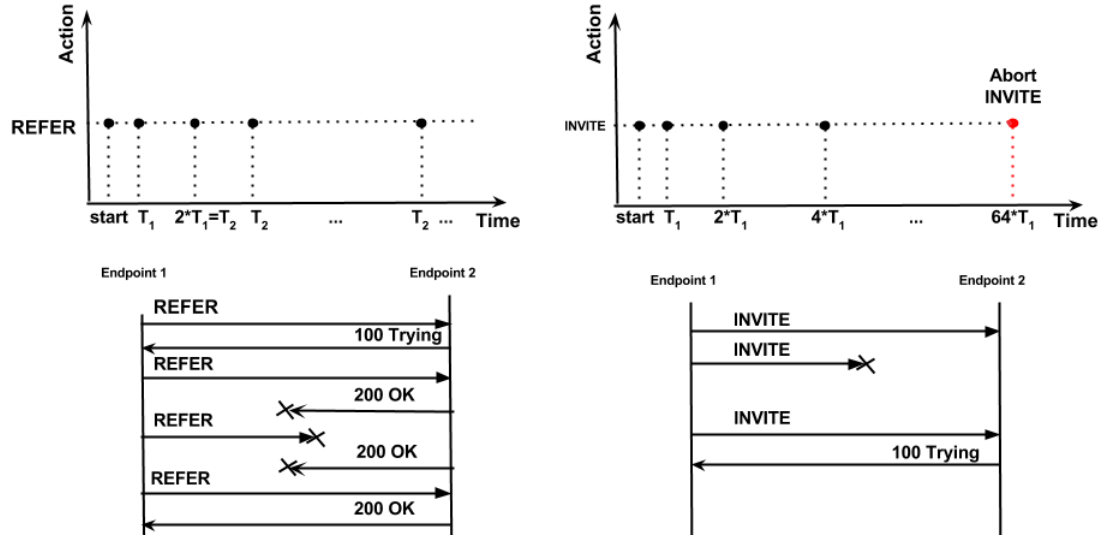 Action
REFER
start T₁ 2*T₁=T₂ T₂ ... T₂ ... Time
Action
Abort
INVITE
INVITE
start T₁ 2*T₁ 4*T₁ ... 64*T₁ Time
Endpoint 1 Endpoint 2
REFER
100 Trying
REFER
200 OK
REFER
200 OK
REFER
200 OK
Endpoint 1 Endpoint 2
INVITE
INVITE
INVITE
100 Trying